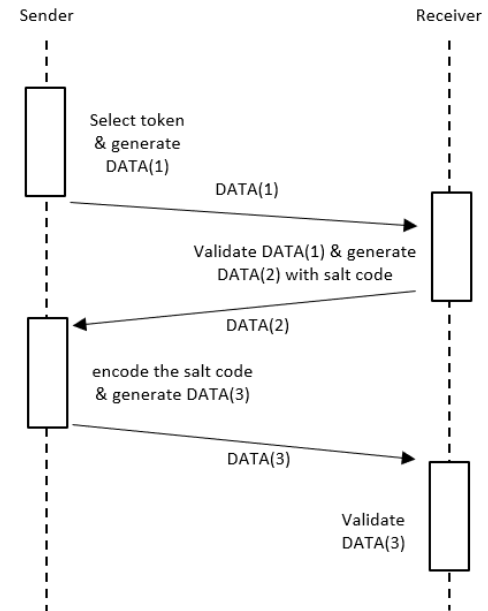 Sender
Receiver
Select token
& generate
DATA(1)
DATA(1)
Validate DATA(1) & generate
DATA(2) with salt code
DATA(2)
encode the salt code
& generate DATA(3)
DATA(3)
Validate
DATA(3)